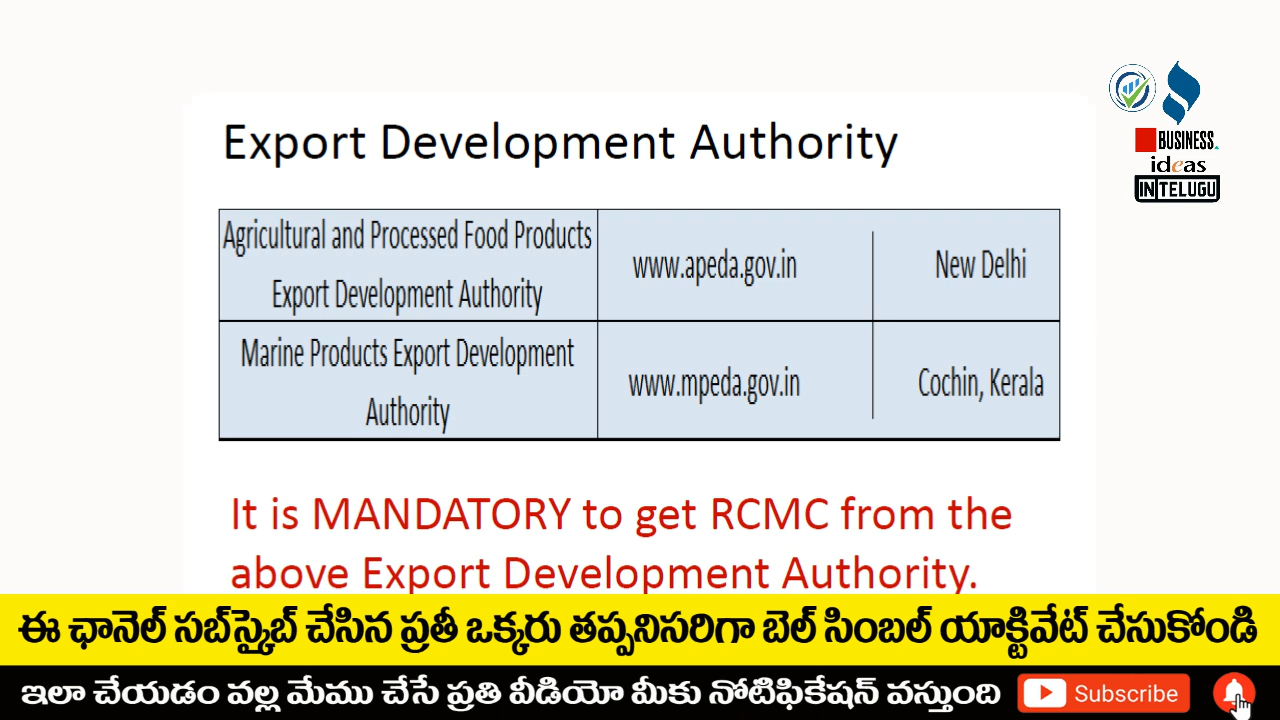 Export Development Authority
BUSINESS
ideas
IN TELUGU
Agricultural and Processed Food Products
Export Development Authority
www.apeda.gov.in
New Delhi
Marine Products Export Development
Authority
www.mpeda.gov.in
Cochin, Kerala
It is MANDATORY to get RCMC from the
above Export Development Authority.
ఈ ఛానెల్ సబ్‌స్క్రైబ్ చేసిన ప్రతీ ఒక్కరు తప్పనిసరిగా బెల్ సింబల్ యాక్టివేట్ చేసుకోండి
ఇలా చేయడం వల్ల మేము చేసే ప్రతి వీడియో మీకు నోటిఫికేషన్ వస్తుంది
Subscribe